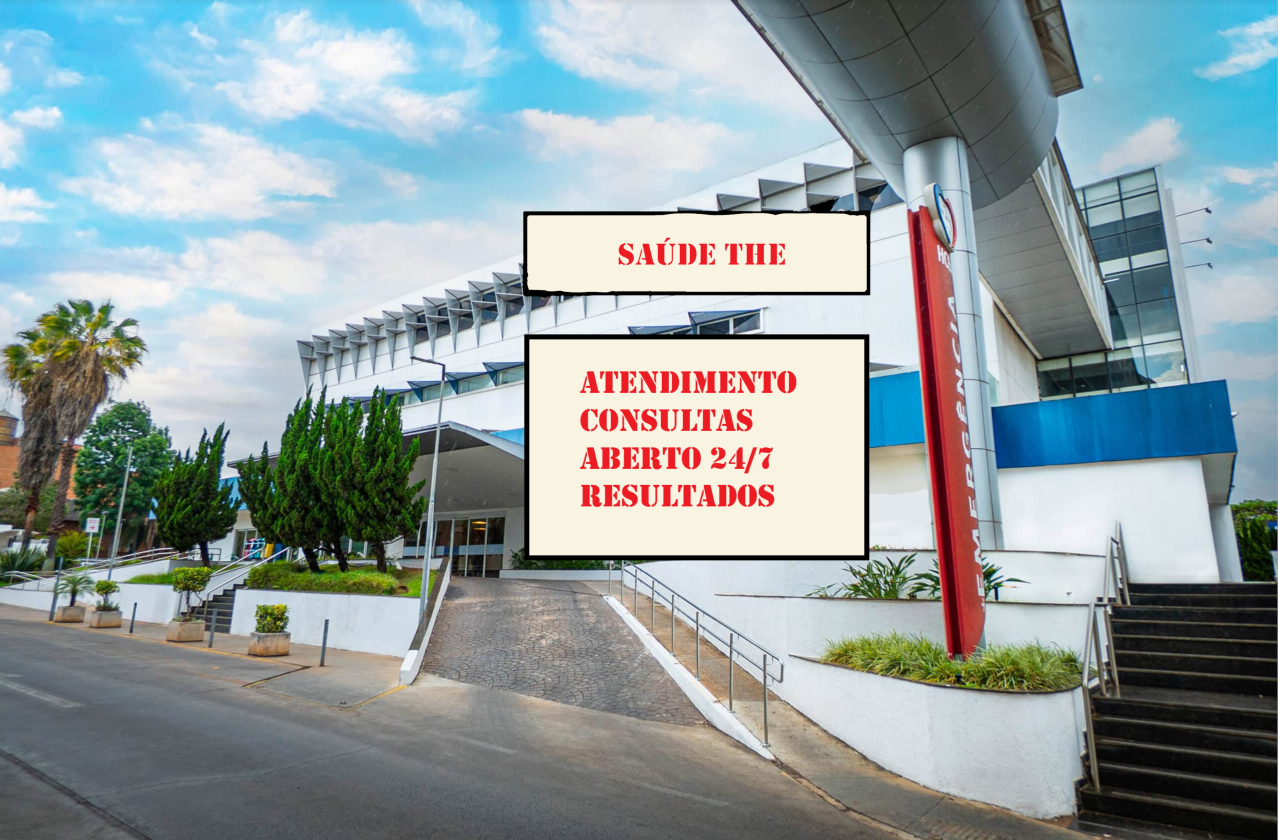 SAÚDE THE
ATENDIMENTO
CONSULTAS
ABERTO 24/7
RESULTADOS
EMERGÊNCIA